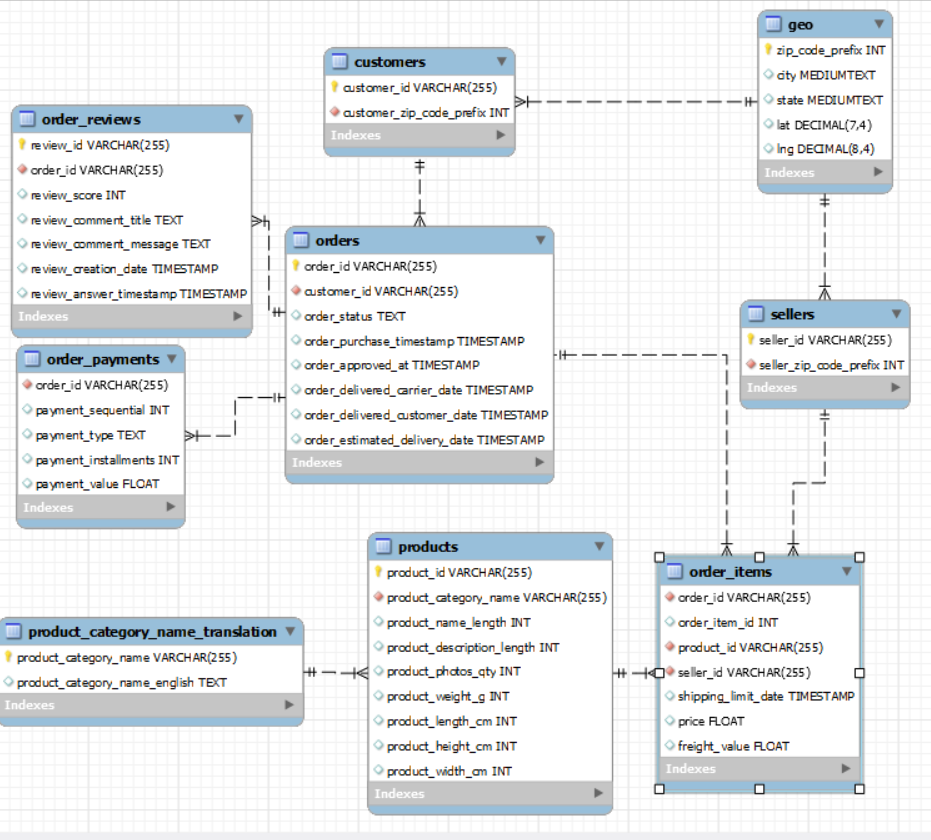 geo
zip_code_prefix INT
city MEDIUMTEXT
state MEDIUMTEXT
lat DECIMAL(7,4)
lng DECIMAL(8,4)
Indexes
customers
customer_id VARCHAR(255)
customer_zip_code_prefix INT
Indexes
order_reviews
review_id VARCHAR(255)
order_id VARCHAR(255)
review_score INT
review_comment_title TEXT
review_comment_message TEXT
review_creation_date TIMESTAMP
review_answer_timestamp TIMESTAMP
Indexes
orders
order_id VARCHAR(255)
customer_id VARCHAR(255)
order_status TEXT
order_purchase_timestamp TIMESTAMP
order_approved_at TIMESTAMP
order_delivered_carrier_date TIMESTAMP
order_delivered_customer_date TIMESTAMP
order_estimated_delivery_date TIMESTAMP
Indexes
sellers
seller_id VARCHAR(255)
seller_zip_code_prefix INT
Indexes
order_payments
order_id VARCHAR(255)
payment_sequential INT
payment_type TEXT
payment_installments INT
payment_value FLOAT
Indexes
products
product_id VARCHAR(255)
product_category_name VARCHAR(255)
product_name_length INT
product_description_length INT
product_photos_qty INT
product_weight_g INT
product_length_cm INT
product_height_cm INT
product_width_cm INT
Indexes
order_items
order_id VARCHAR(255)
order_item_id INT
product_id VARCHAR(255)
seller_id VARCHAR(255)
shipping_limit_date TIMESTAMP
price FLOAT
freight_value FLOAT
Indexes
product_category_name_translation
product_category_name VARCHAR(255)
product_category_name_english TEXT
Indexes